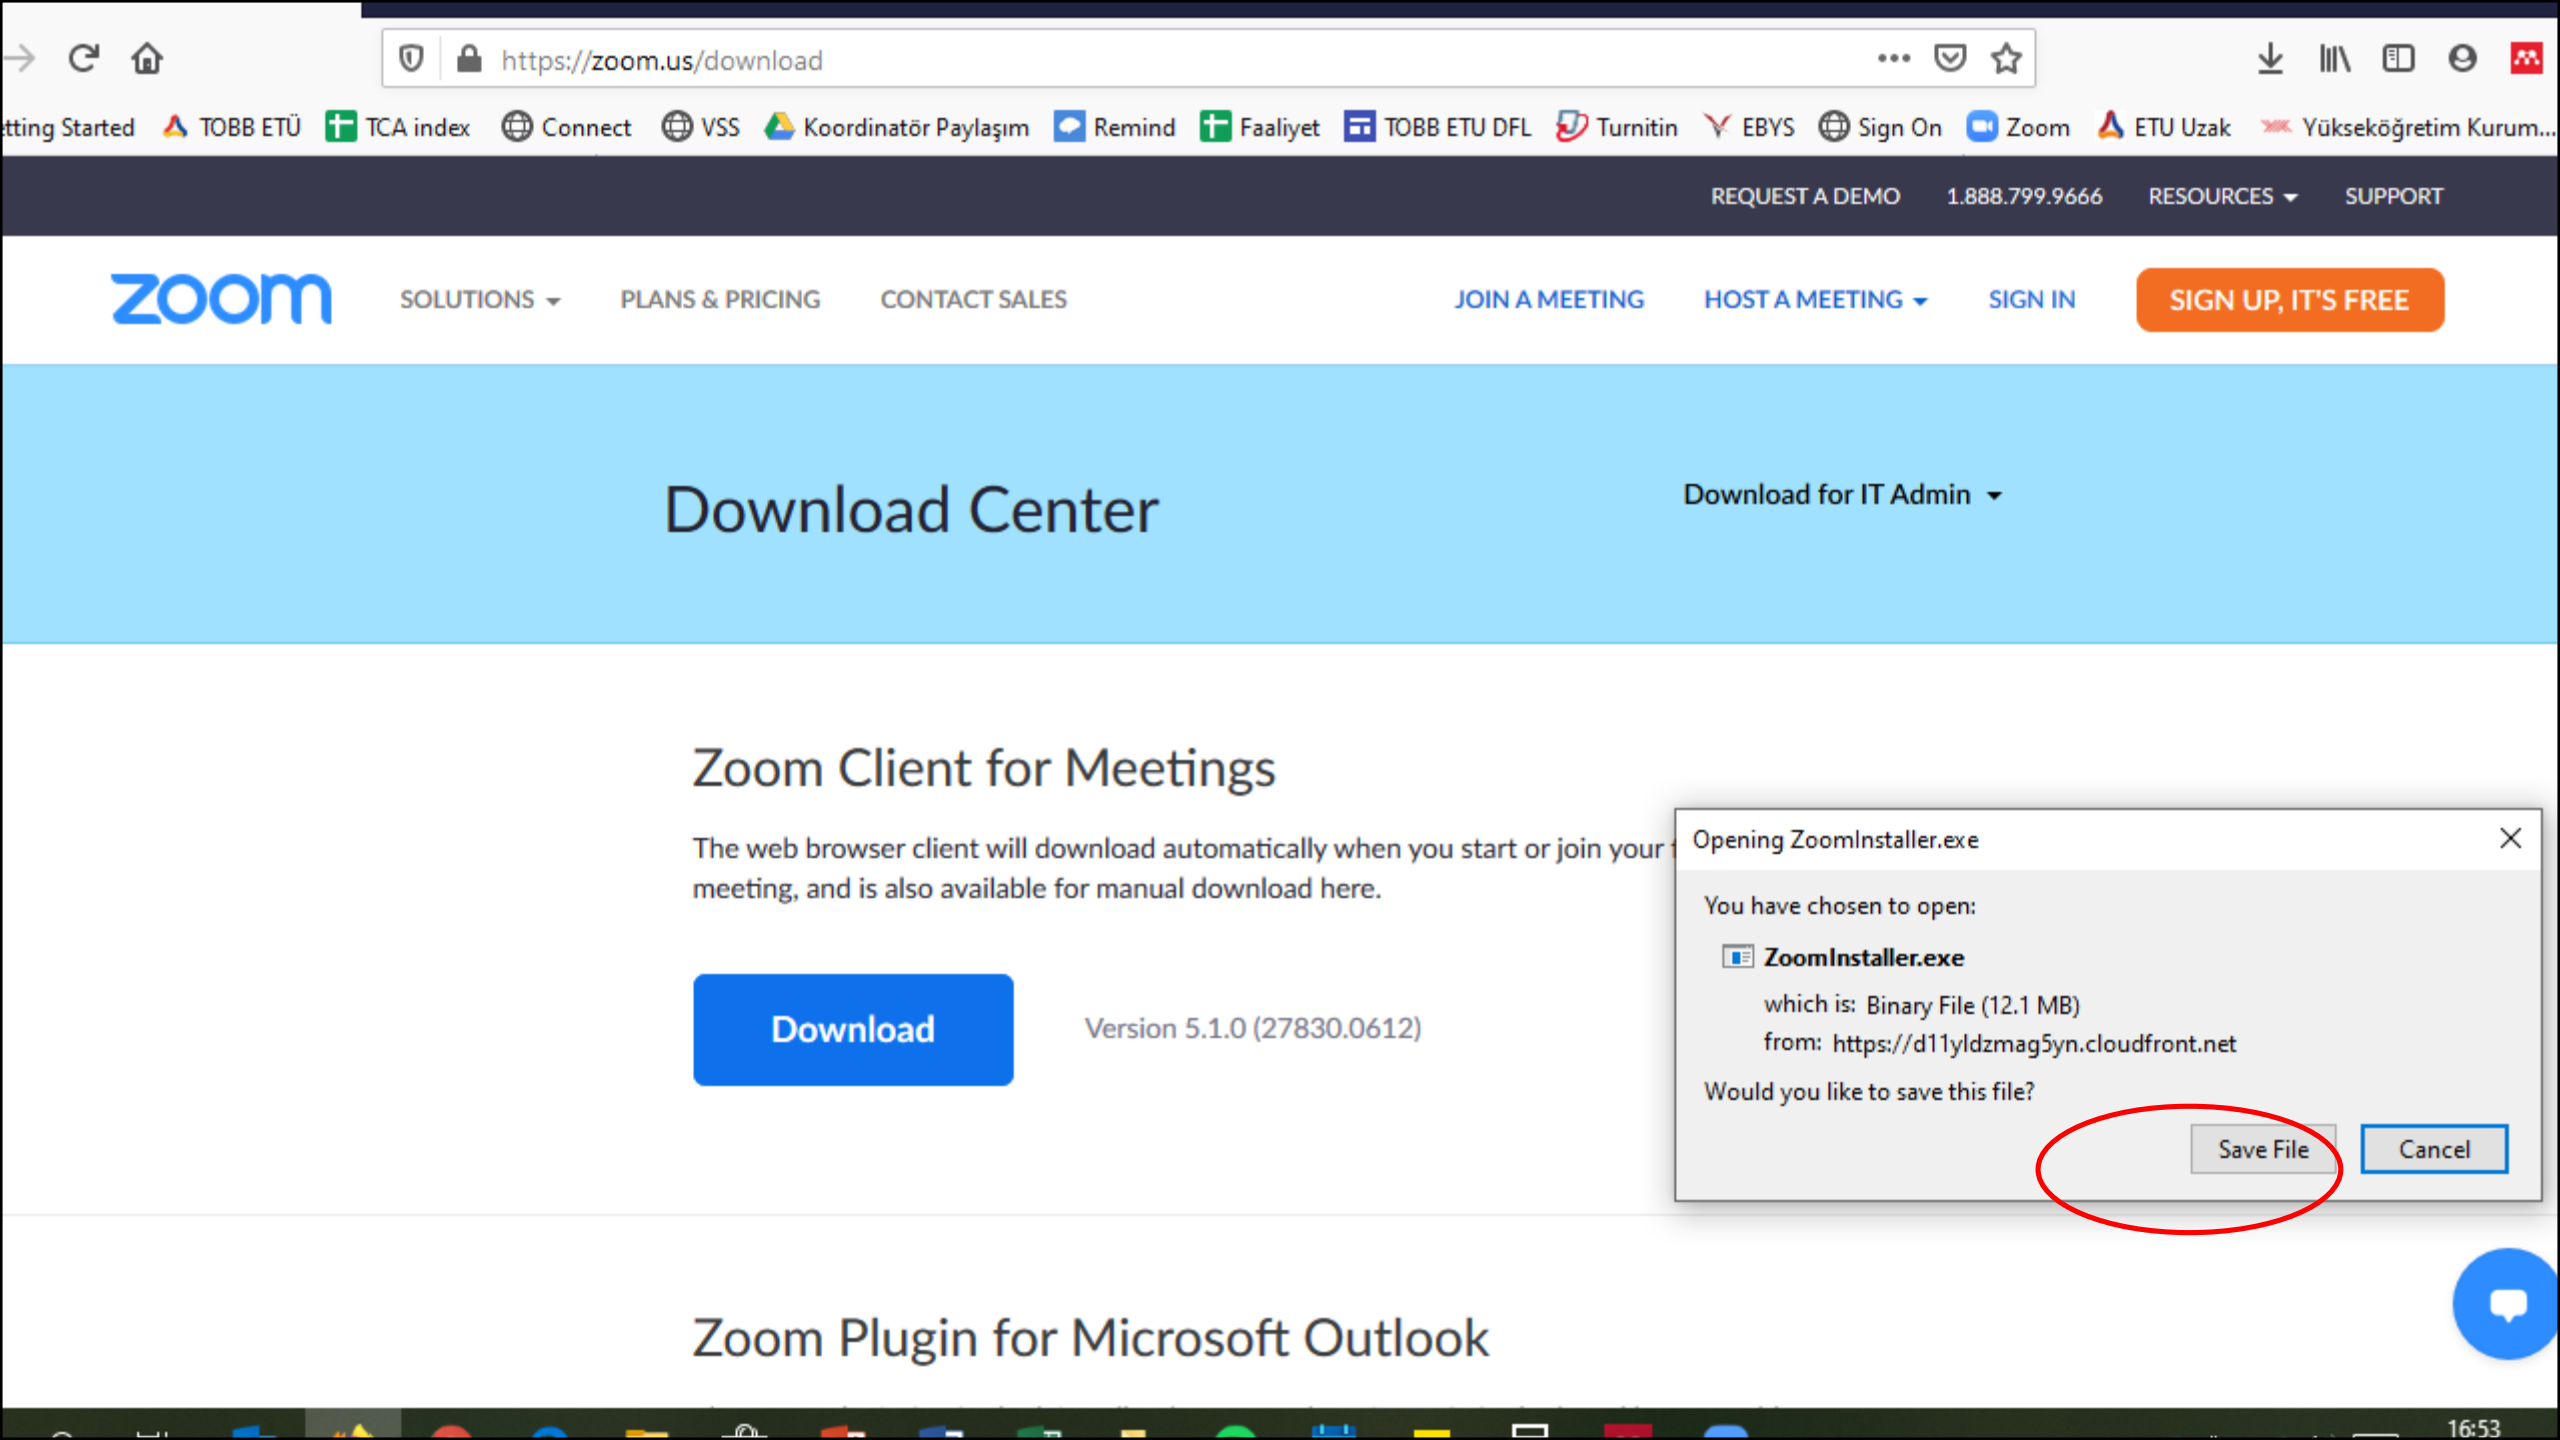 https://zoom.us/download
tting Started TOBB ETÜ TCA index Connect VSS Koordinatör Paylaşım Remind Faaliyet TOBB ETU DFL Turnitin EBYS Sign On Zoom ETU Uzak Yükseköğretim Kurum...
REQUEST A DEMO 1.888.799.9666 RESOURCES SUPPORT
zoom SOLUTIONS PLANS & PRICING CONTACT SALES JOIN A MEETING HOST A MEETING SIGN IN SIGN UP, IT'S FREE
Download Center
Download for IT Admin
Zoom Client for Meetings
The web browser client will download automatically when you start or join your
meeting, and is also available for manual download here.
Download Version 5.1.0 (27830.0612)
Opening ZoomInstaller.exe
You have chosen to open:
ZoomInstaller.exe
which is: Binary File (12.1 MB)
from: https://d11yldzmag5yn.cloudfront.net
Would you like to save this file?
Save File Cancel
Zoom Plugin for Microsoft Outlook
16:53